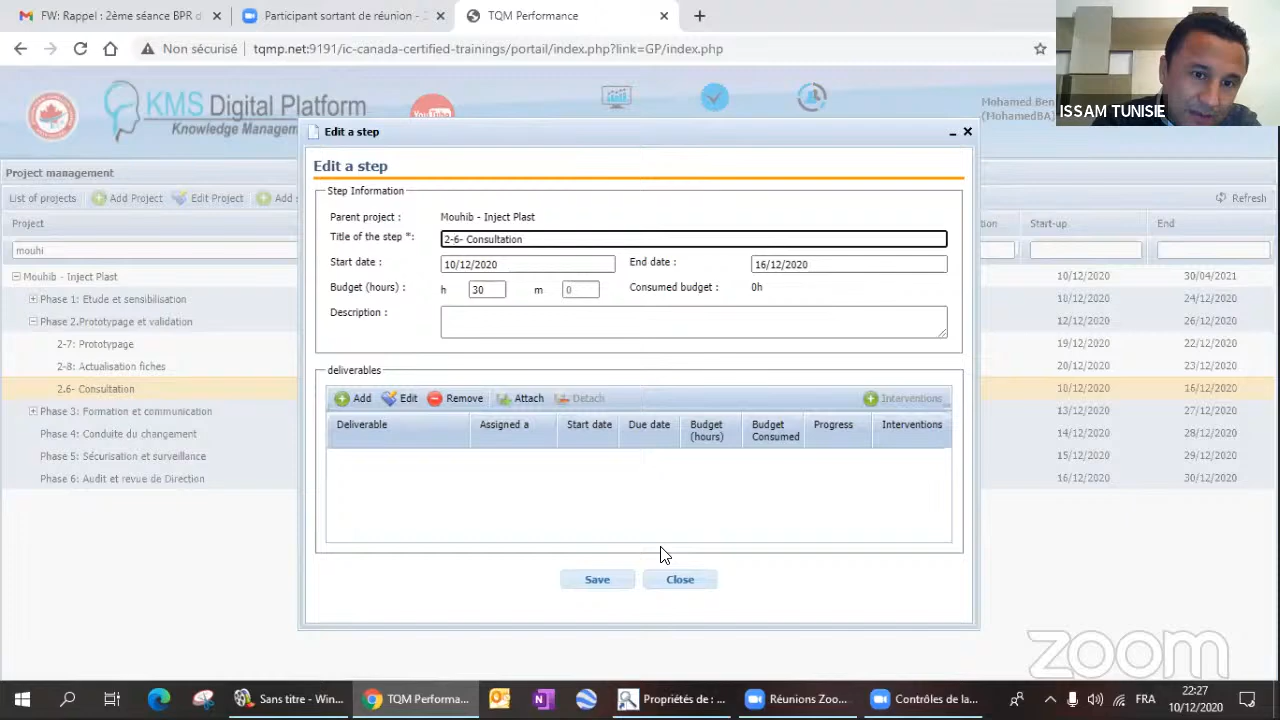 FW: Rappel : 2ème séance BPR d
Participant sortant de réunion - 2
TQM Performance
Non sécurisé
tqmp.net:9191/ic-canada-certified-trainings/portail/index.php?link=GP/index.php
ISSAM TUNISIE
KMS Digital Platform
Knowledge Managem
YouTube
Mohamed Ben
(MohamedBA)
Edit a step
Project management
Edit a step
List of projects
Add Project
Edit Project
Add s
Refresh
Step Information
Project
tion
Start-up
End
Parent project :
Mouhib - Inject Plast
Title of the step *:
2-6- Consultation
mouhi
Start date :
10/12/2020
End date :
16/12/2020
Mouhib - Inject Plast
10/12/2020
30/04/2021
Budget (hours) :
h
30
m
0
Consumed budget :
0h
Phase 1: Etude et sensibilisation
10/12/2020
24/12/2020
Description :
Phase 2.Prototypage et validation
12/12/2020
26/12/2020
2-7: Prototypage
19/12/2020
22/12/2020
2-8: Actualisation fiches
20/12/2020
23/12/2020
deliverables
2.6- Consultation
10/12/2020
16/12/2020
Add
Edit
Remove
Attach
Detach
Interventions
Phase 3: Formation et communication
13/12/2020
27/12/2020
Deliverable
Assigned a
Start date
Due date
Budget
(hours)
Budget
Consumed
Progress
Interventions
Phase 4: Conduite du changement
14/12/2020
28/12/2020
Phase 5: Sécurisation et surveillance
15/12/2020
29/12/2020
Phase 6: Audit et revue de Direction
16/12/2020
30/12/2020
Save
Close
zoom
Sans titre - Win...
TQM Performa...
Propriétés de : ...
Réunions Zoo...
Contrôles de la...
FRA
22:27
10/12/2020